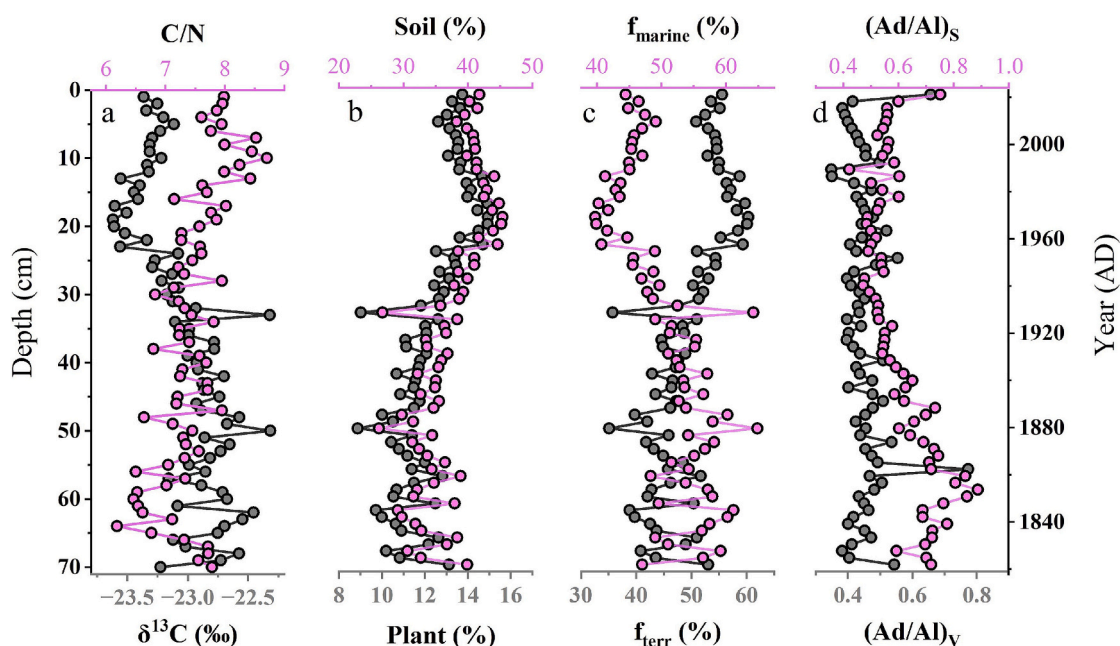 C/N
Soil (%)
f_marine (%)
(Ad/Al)_S
6 7 8 9
20 30 40 50
40 50 60 70
0.4 0.6 0.8 1.0
a
b
c
d
Depth (cm)
0
10
20
30
40
50
60
70
2000
1960
1920
1880
1840
Year (AD)
−23.5 −23.0 −22.5
8 10 12 14 16
30 40 50 60
0.4 0.6 0.8
δ¹³C (‰)
Plant (%)
f_terr (%)
(Ad/Al)_V